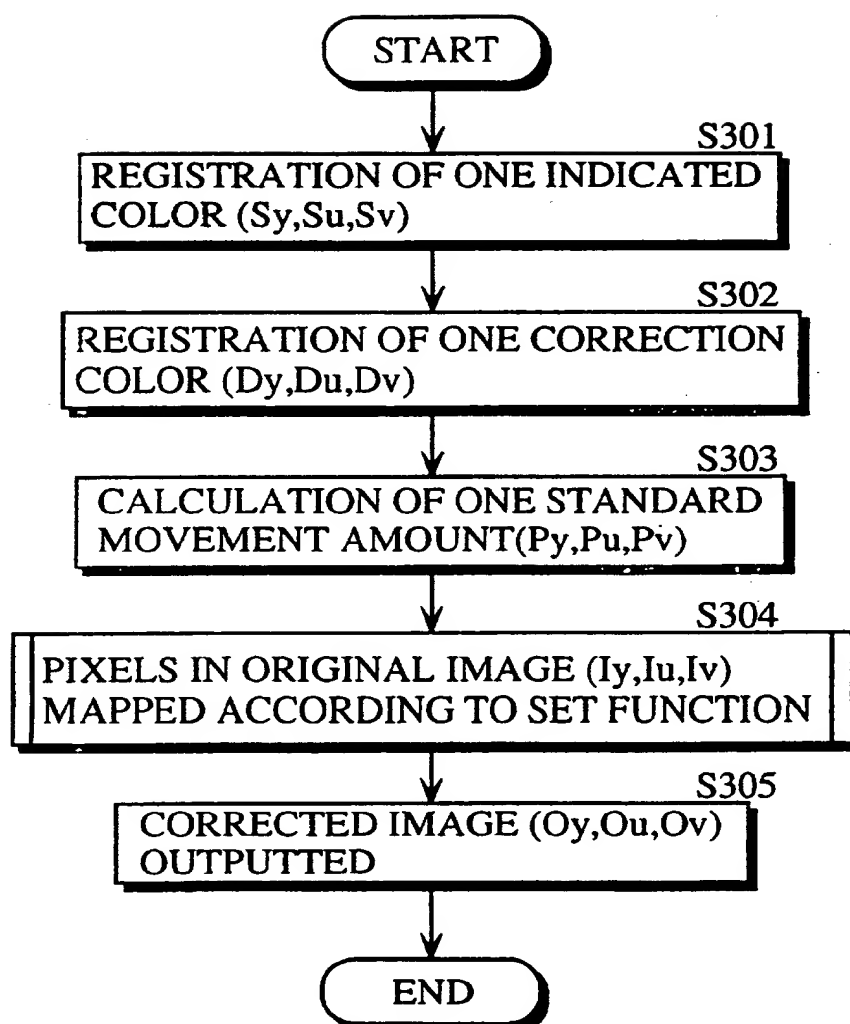 START
S301
REGISTRATION OF ONE INDICATED
COLOR (Sy,Su,Sv)
S302
REGISTRATION OF ONE CORRECTION
COLOR (Dy,Du,Dv)
S303
CALCULATION OF ONE STANDARD
MOVEMENT AMOUNT(Py,Pu,Pv)
S304
PIXELS IN ORIGINAL IMAGE (Iy,Iu,Iv)
MAPPED ACCORDING TO SET FUNCTION
S305
CORRECTED IMAGE (Oy,Ou,Ov)
OUTPUTTED
END